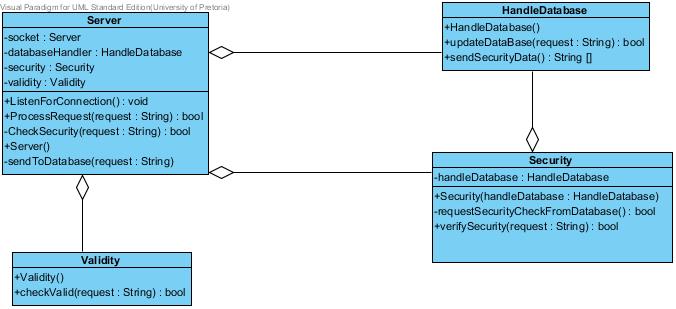 Visual Paradigm for UML Standard Edition(University of Pretoria)
Server
-socket : Server
-databaseHandler : HandleDatabase
-security : Security
-validity : Validity
+ListenForConnection() : void
+ProcessRequest(request : String) : bool
-CheckSecurity(request : String) : bool
+Server()
-sendToDatabase(request : String)
HandleDatabase
+HandleDatabase()
+updateDataBase(request : String) : bool
+sendSecurityData() : String []
Security
-handleDatabase : HandleDatabase
+Security(handleDatabase : HandleDatabase)
-requestSecurityCheckFromDatabase() : bool
+verifySecurity(request : String) : bool
Validity
+Validity()
+checkValid(request : String) : bool